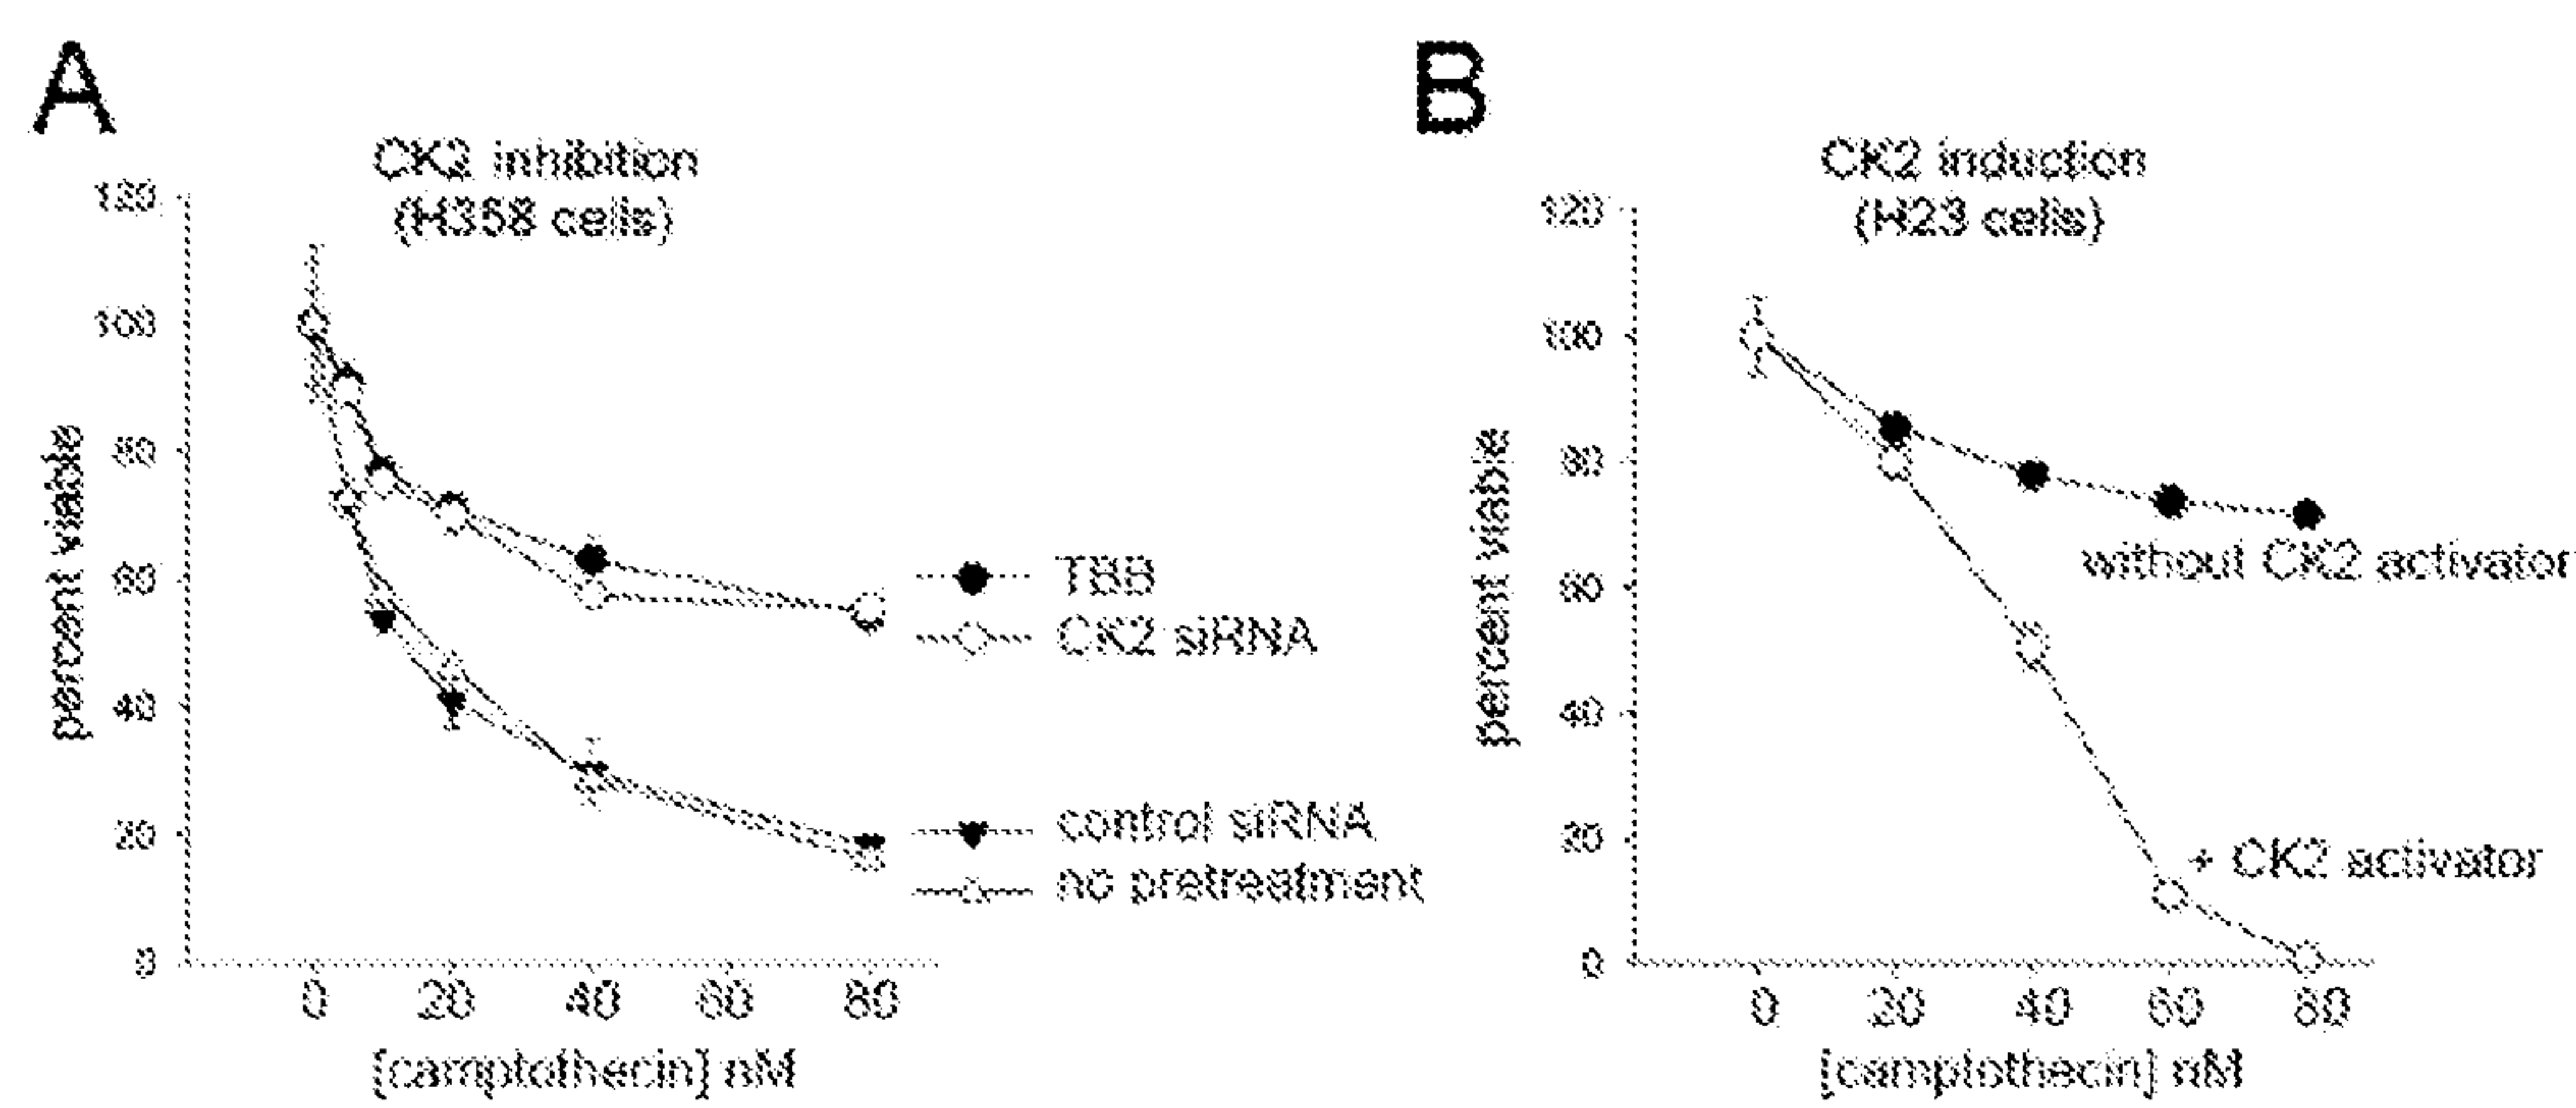 A
CK2 inhibition
(H358 cells)
120
100
80
60
40
20
0
percent viable
0 20 40 60 80
[camptothecin] nM
TBB
CK2 siRNA
control siRNA
no pretreatment
B
CK2 induction
(H23 cells)
120
100
80
60
40
20
0
percent viable
0 20 40 60 80
[camptothecin] nM
without CK2 activator
+ CK2 activator